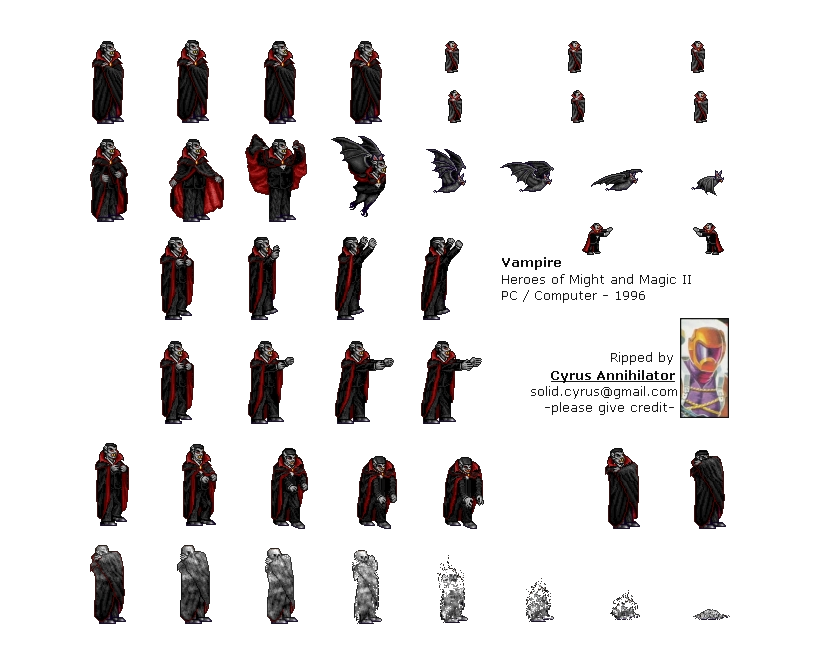 Vampire
Heroes of Might and Magic II
PC / Computer - 1996
Ripped by
Cyrus Annihilator
solid.cyrus@gmail.com
-please give credit-